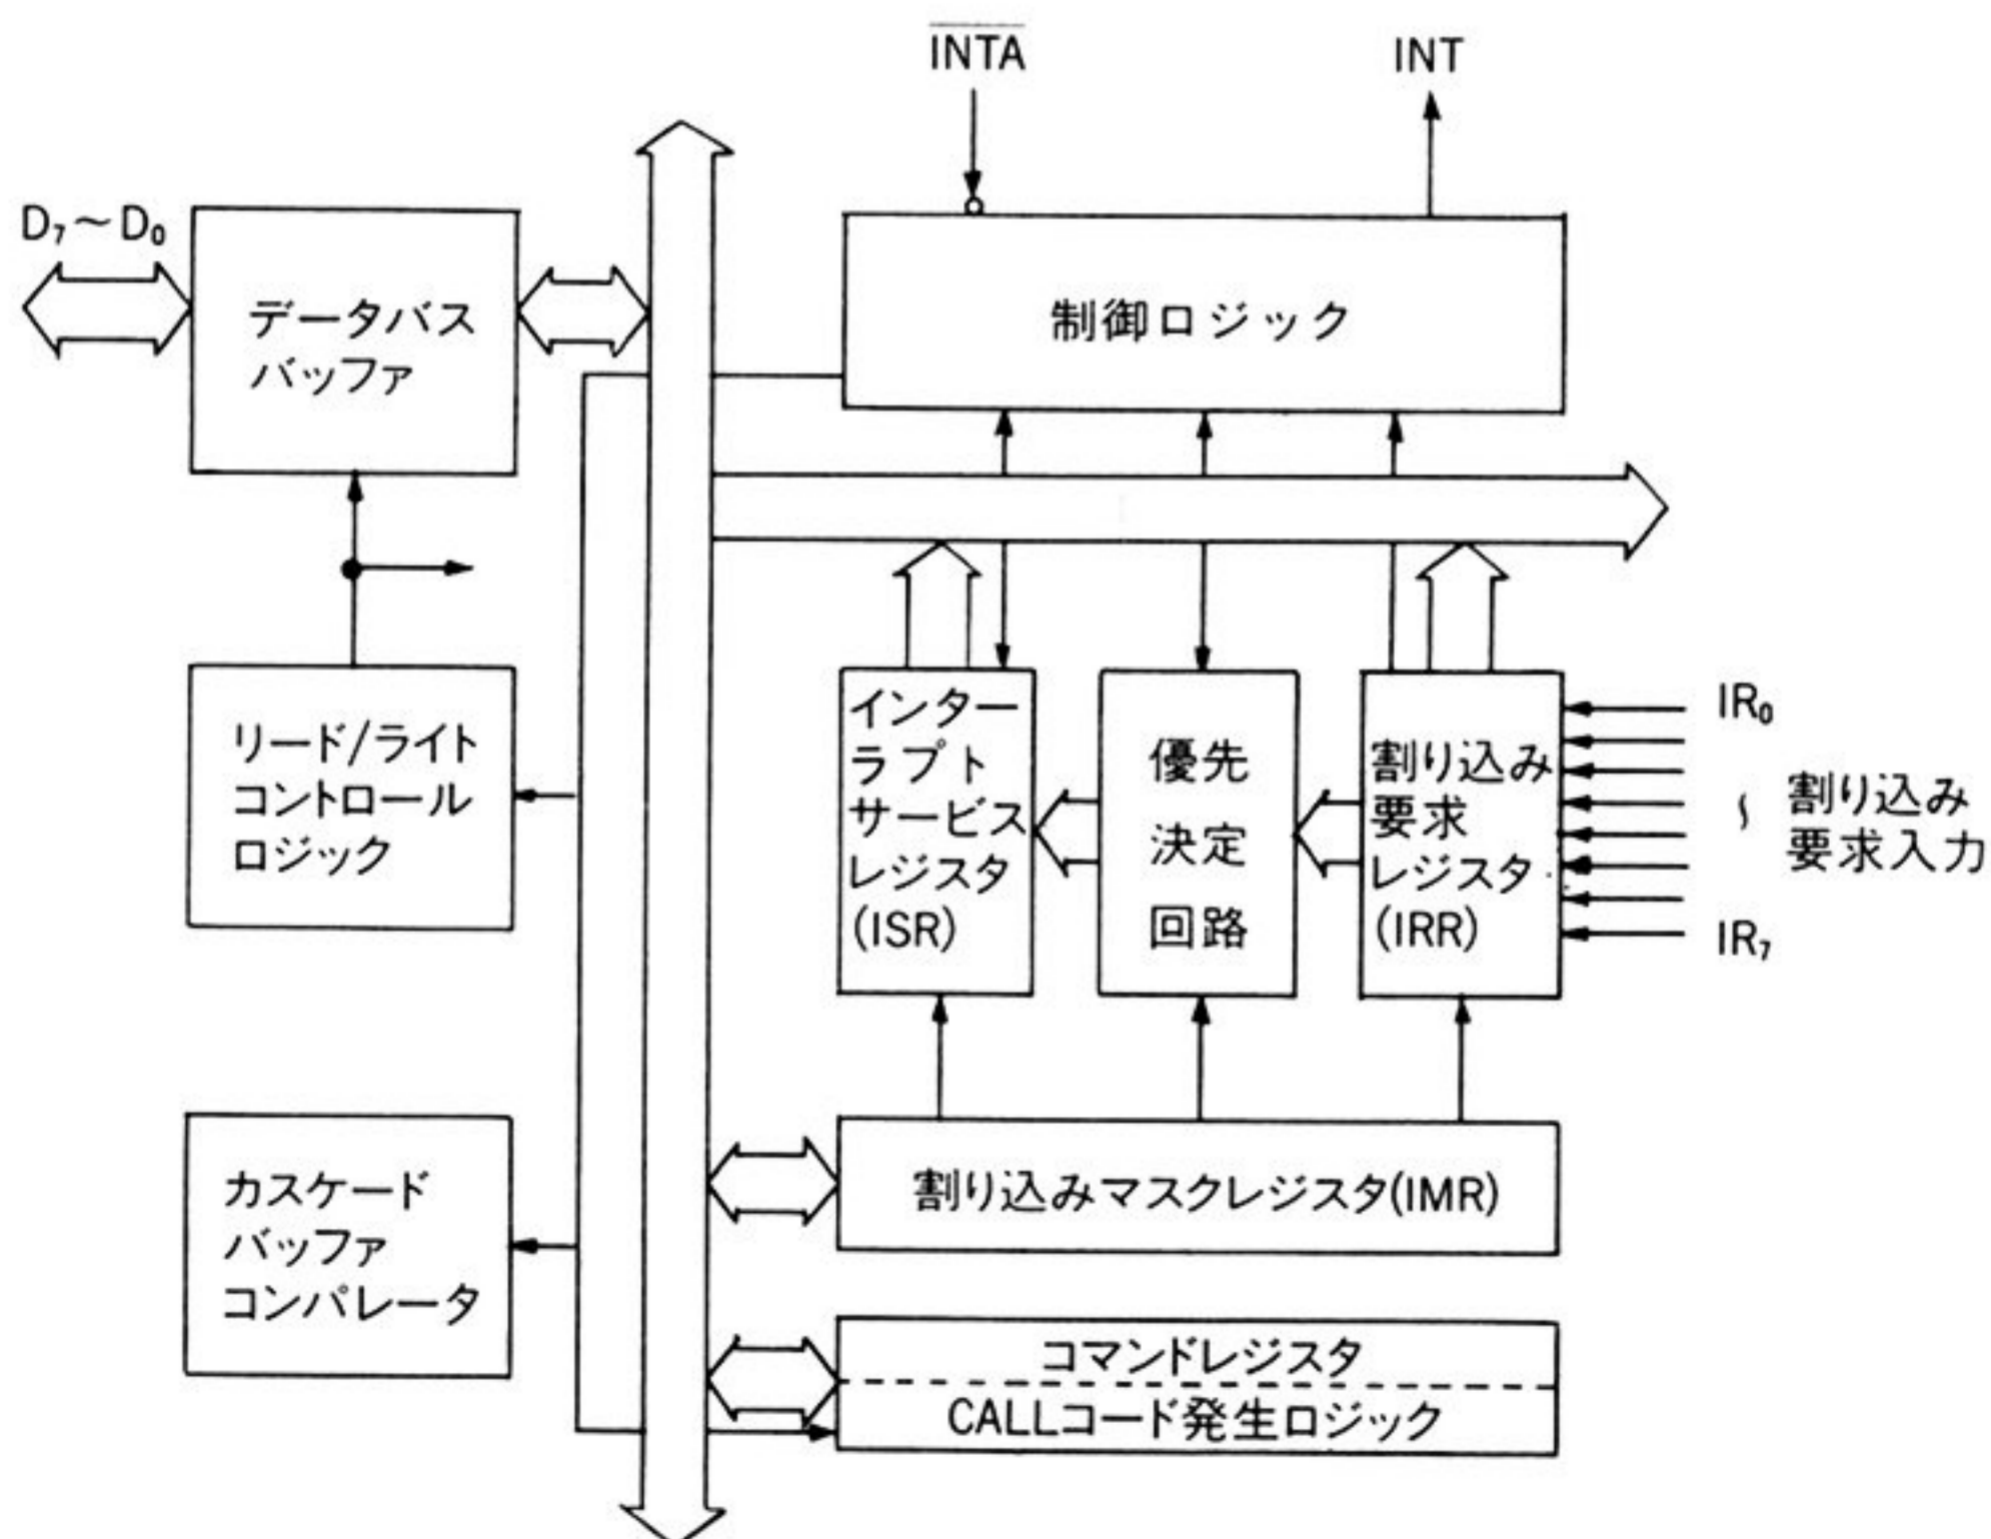 INTA
INT
D₇～D₀
データバス
バッファ
制御ロジック
リード/ライト
コントロール
ロジック
インター
ラプト
サービス
レジスタ
(ISR)
優先
決定
回路
割り込み
要求
レジスタ
(IRR)
IR₀
～
IR₇
割り込み
要求入力
カスケード
バッファ
コンパレータ
割り込みマスクレジスタ(IMR)
コマンドレジスタ
CALLコード発生ロジック